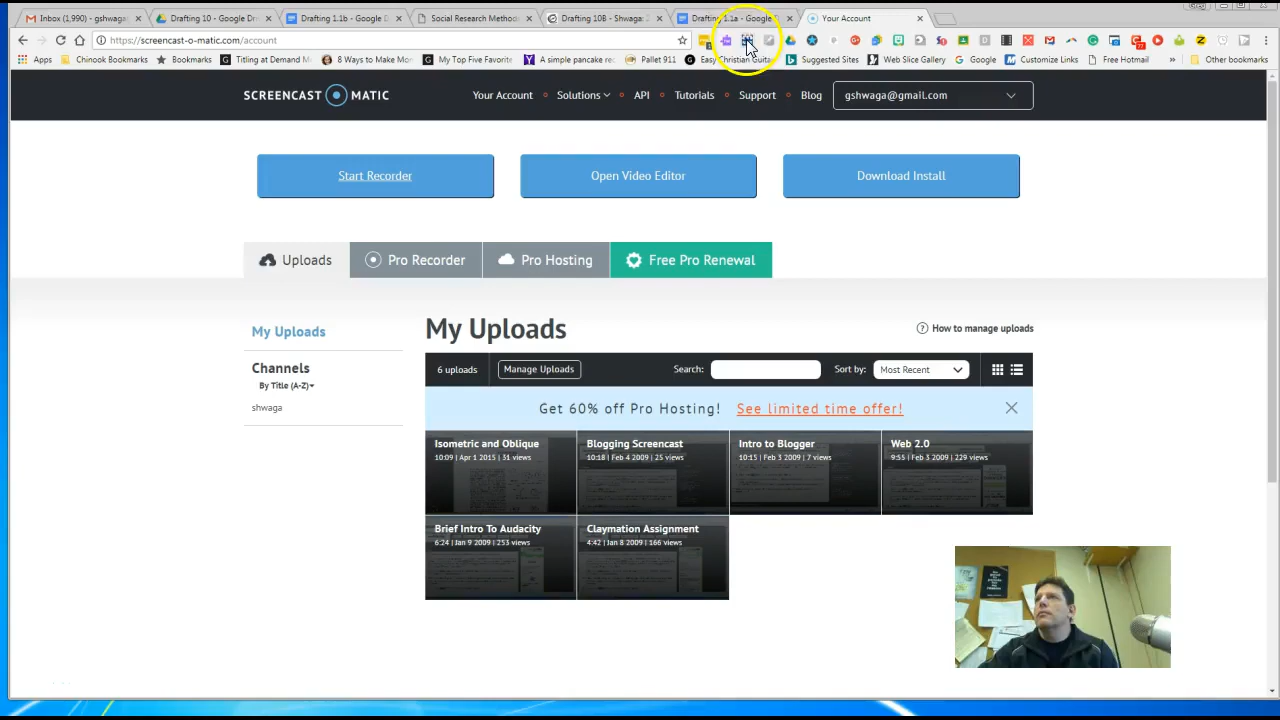 Inbox (1,990) - gshwaga
Drafting 10 - Google Dr
Drafting 1.1b - Google D
Social Research Methods
Drafting 10B - Shwaga:
Drafting 1.1a - Google D
Your Account
https://screencast-o-matic.com/account
Apps
Chinook Bookmarks
Bookmarks
Titling at Demand Me
8 Ways to Make Mon
My Top Five Favorite
A simple pancake rec
Pallet 911
Easy Christian Guita
Suggested Sites
Web Slice Gallery
Google
Customize Links
Free Hotmail
»
Other bookmarks
SCREENCAST MATIC
Your Account
Solutions
API
Tutorials
Support
Blog
gshwaga@gmail.com
Start Recorder
Open Video Editor
Download Install
Uploads
Pro Recorder
Pro Hosting
Free Pro Renewal
My Uploads
My Uploads
How to manage uploads
Channels
By Title (A-Z)
shwaga
6 uploads
Manage Uploads
Search:
Sort by:
Most Recent
Get 60% off Pro Hosting! See limited time offer!
Isometric and Oblique
10:09 | Apr 1 2015 | 31 views
Blogging Screencast
10:18 | Feb 4 2009 | 25 views
Intro to Blogger
10:15 | Feb 3 2009 | 7 views
Web 2.0
9:55 | Feb 3 2009 | 229 views
Brief Intro To Audacity
6:24 | Jan 9 2009 | 253 views
Claymation Assignment
4:42 | Jan 8 2009 | 166 views